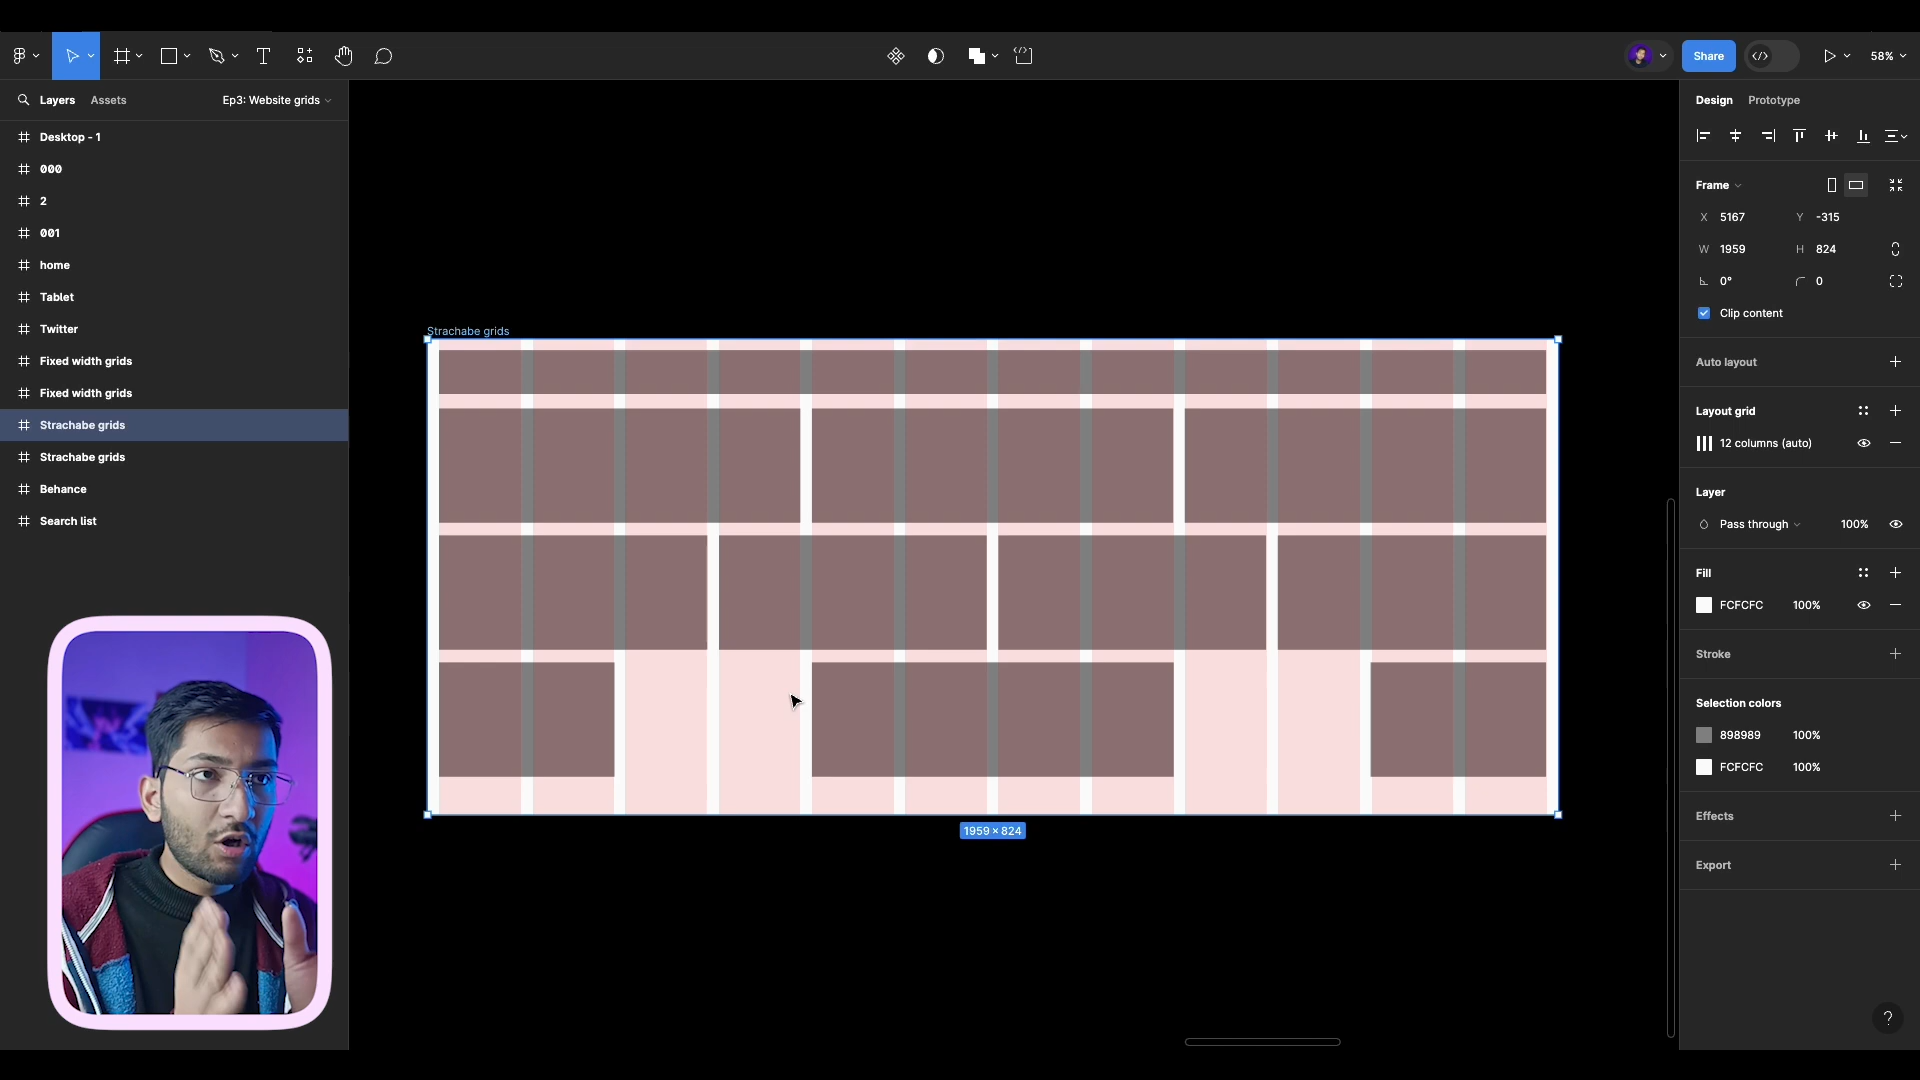 58%
Share
Layers
Assets
Ep3: Website grids
Desktop - 1
000
2
001
home
Tablet
Twitter
Fixed width grids
Fixed width grids
Strachabe grids
Strachabe grids
Behance
Search list
Strachabe grids
1959 × 824
Design
Prototype
Frame
X 5167 Y -315
W 1959 H 824
0° 0
Clip content
Auto layout
Layout grid
12 columns (auto)
Layer
Pass through 100%
Fill
FCFCFC 100%
Stroke
Selection colors
898989 100%
FCFCFC 100%
Effects
Export
?